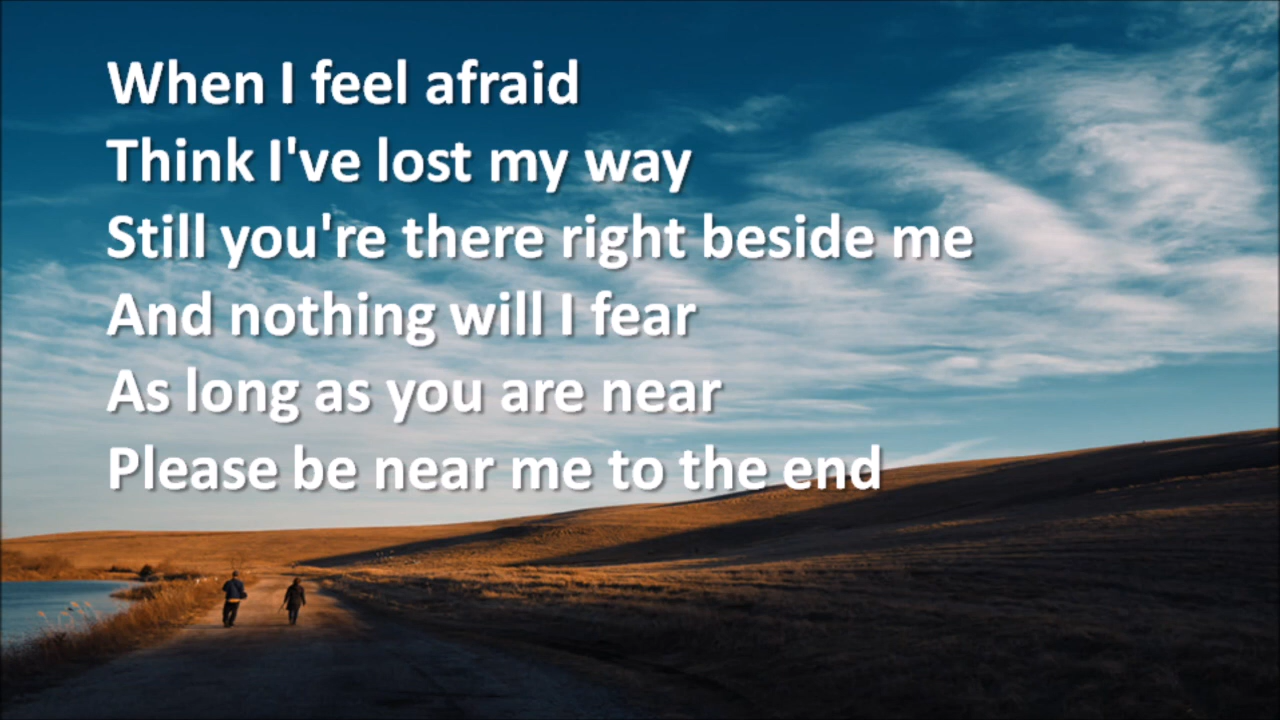 When I feel afraid
Think I've lost my way
Still you're there right beside me
And nothing will I fear
As long as you are near
Please be near me to the end